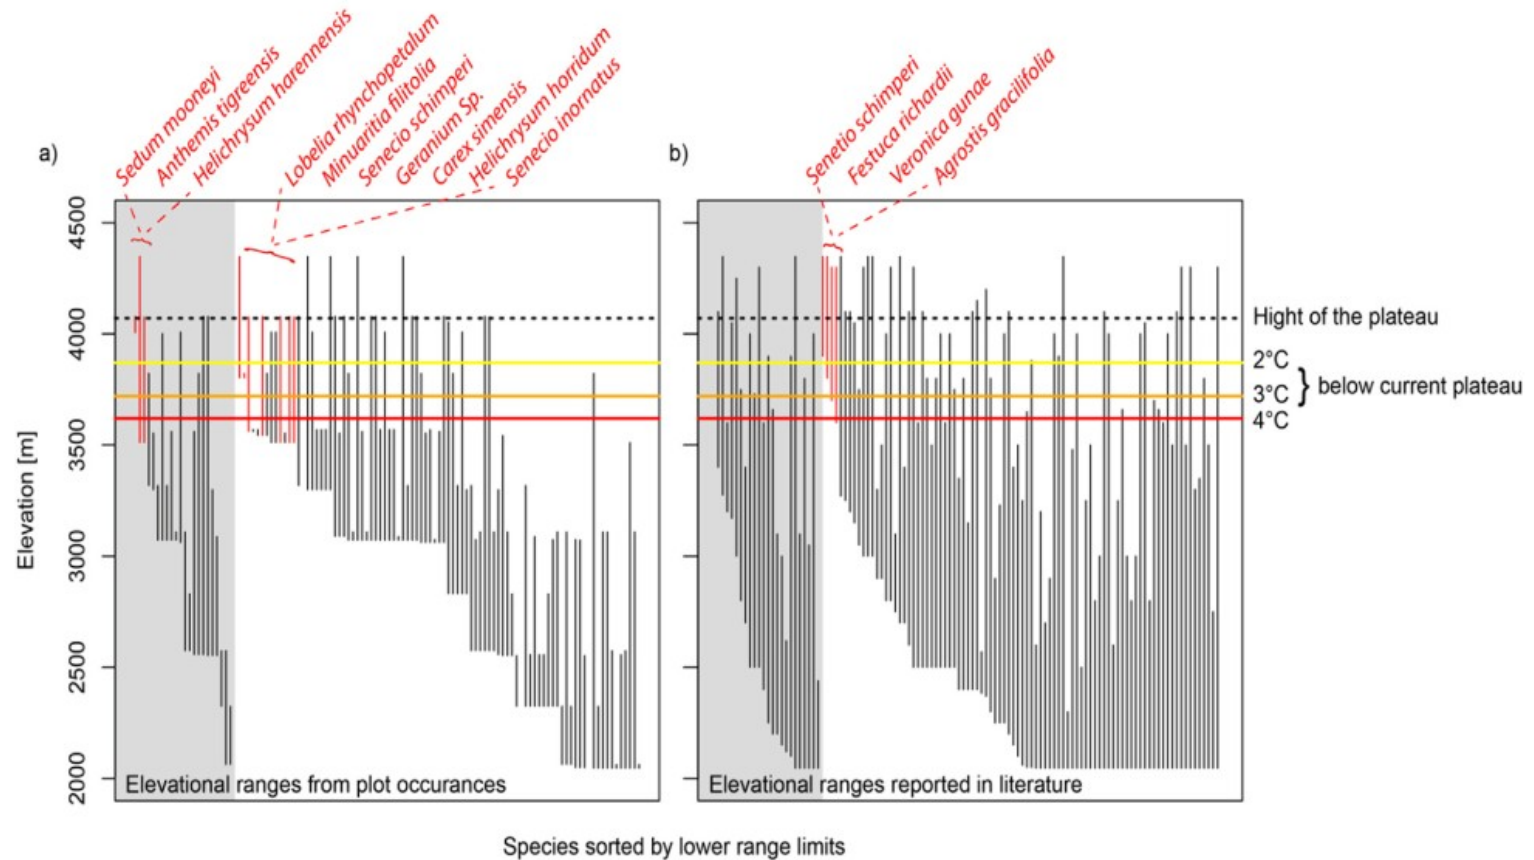 a)
Sedum mooneyi
Anthemis tigreensis
Helichrysum harennensis
Lobelia rhynchopetalum
Minuaritia filitolia
Senecio schimperi
Geranium Sp.
Carex simensis
Helichrysum horridum
Senecio inornatus
b)
Senetio schimperi
Festuca richardii
Veronica gunae
Agrostis gracilifolia
Elevation [m]
4500
4000
3500
3000
2500
2000
Hight of the plateau
2°C
3°C
4°C
} below current plateau
Elevational ranges from plot occurances
Elevational ranges reported in literature
Species sorted by lower range limits